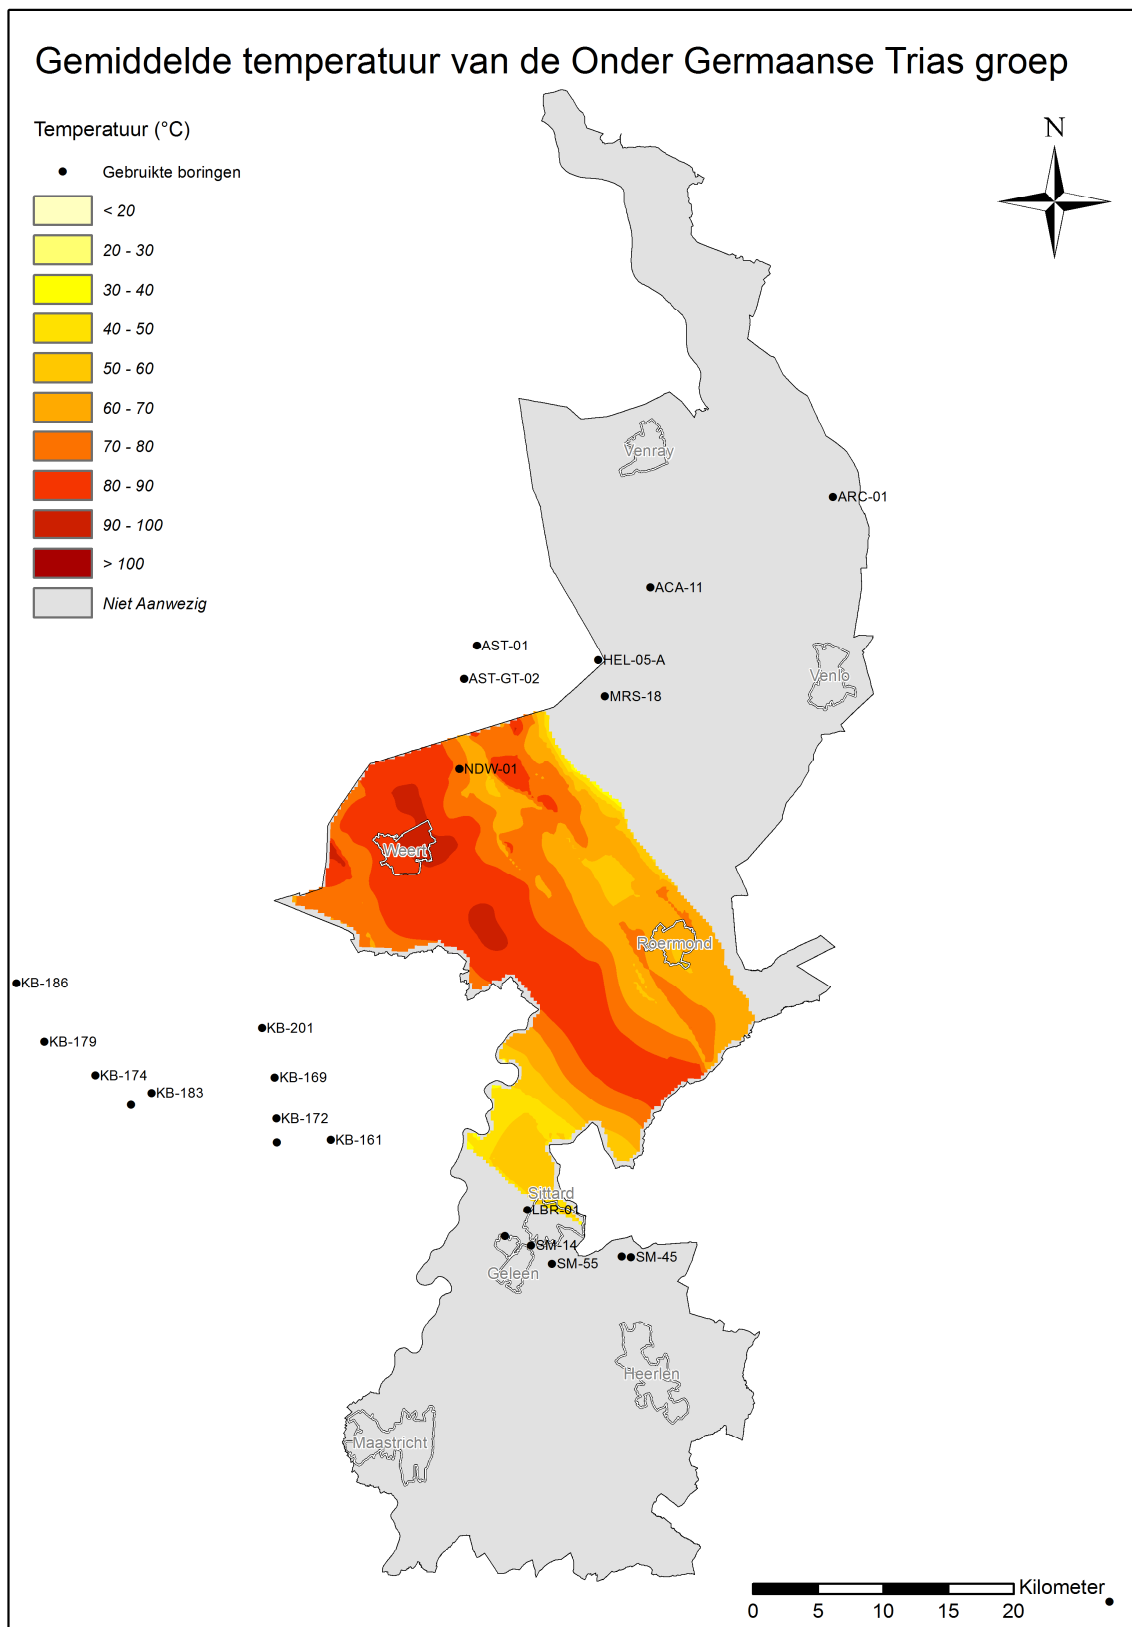 Gemiddelde temperatuur van de Onder Germaanse Trias groep
Temperatuur (°C)
Gebruikte boringen
< 20
20 - 30
30 - 40
40 - 50
50 - 60
60 - 70
70 - 80
80 - 90
90 - 100
> 100
Niet Aanwezig
N
Venray
ARC-01
ACA-11
AST-01
HEL-05-A
AST-GT-02
Venlo
MRS-18
NDW-01
Weert
Roermond
KB-186
KB-201
KB-179
KB-174
KB-169
KB-183
KB-172
KB-161
Sittard
LBR-01
SM-14
SM-45
SM-55
Geleen
Heerlen
Maastricht
Kilometer
0 5 10 15 20